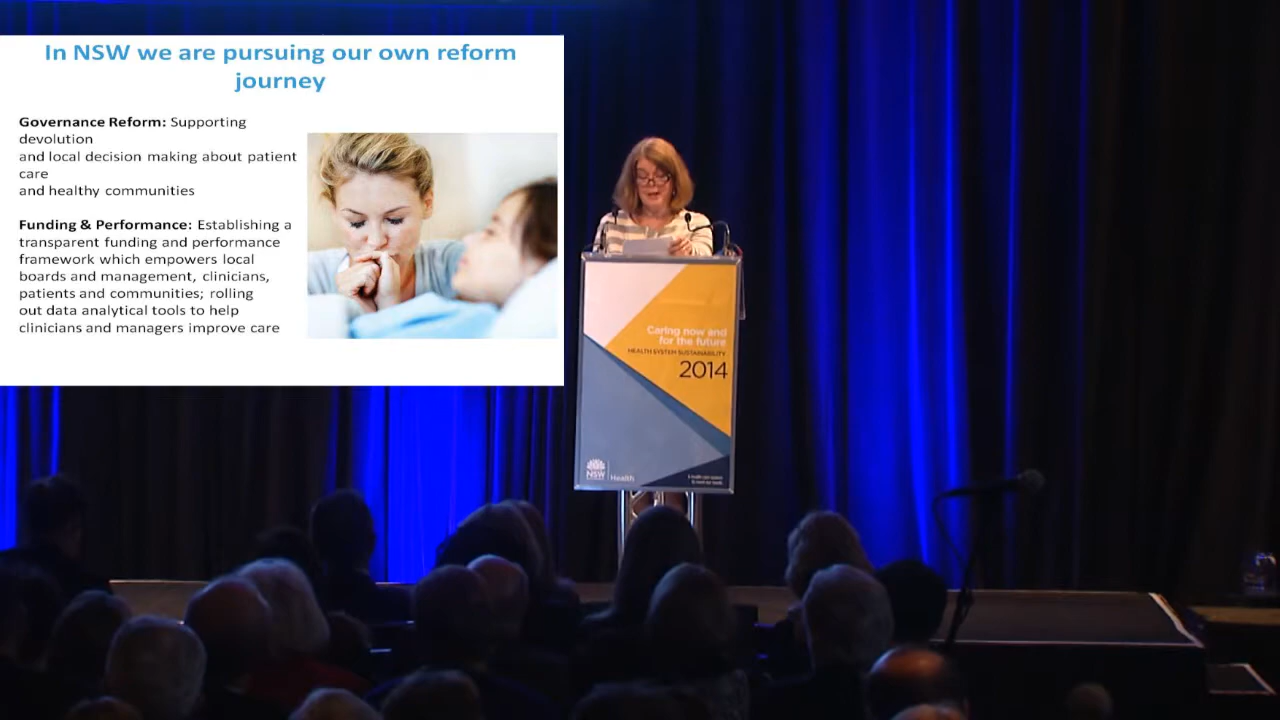 In NSW we are pursuing our own reform
journey
Governance Reform: Supporting
devolution
and local decision making about patient
care
and healthy communities
Funding & Performance: Establishing a
transparent funding and performance
framework which empowers local
boards and management, clinicians,
patients and communities; rolling
out data analytical tools to help
clinicians and managers improve care
Caring now and
for the future
HEALTH SYSTEM SUSTAINABILITY
2014
NSW
Health